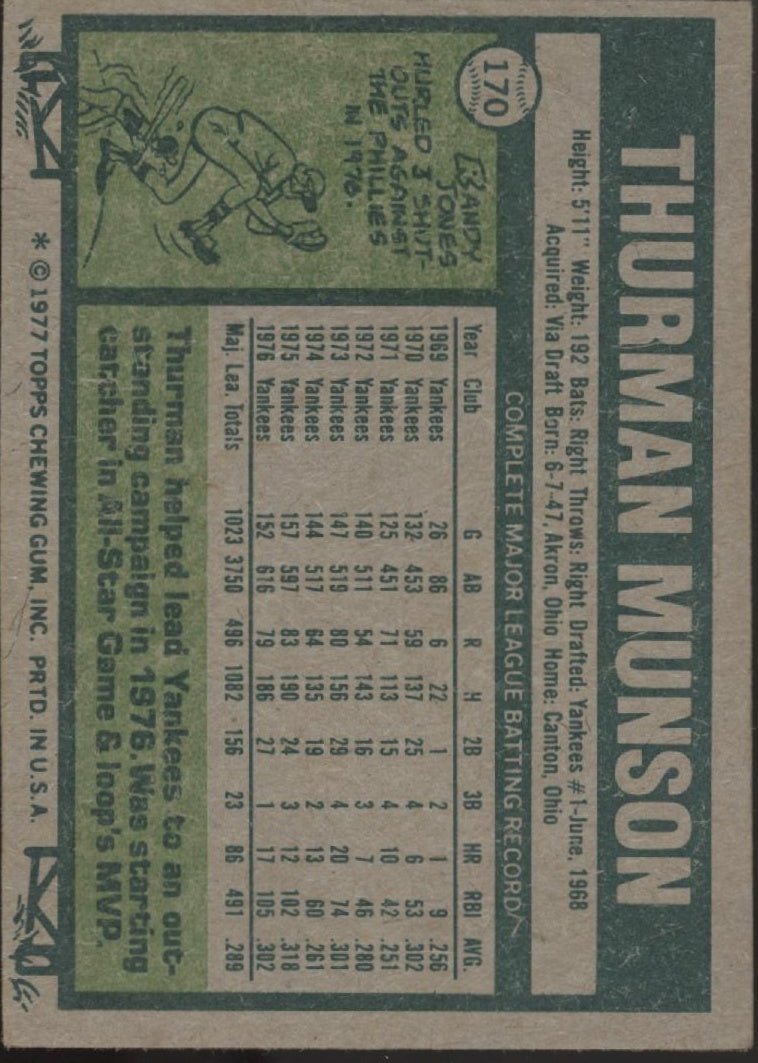 THURMAN MUNSON
170
Height: 5'11" Weight: 192 Bats: Right Throws: Right Drafted: Yankees #1-June, 1968
Acquired: Via Draft Born: 6-7-47, Akron, Ohio Home: Canton, Ohio
COMPLETE MAJOR LEAGUE BATTING RECORD
RANDY
JONES
HURLED 3 SHUT-
OUTS AGAINST
THE PHILLIES
IN 1976.
Year Club G AB R H 2B 3B HR RBI AVG.
1969 Yankees 26 86 6 22 1 2 1 9 .256
1970 Yankees 132 453 59 137 25 4 6 53 .302
1971 Yankees 125 451 71 113 15 4 10 42 .251
1972 Yankees 140 511 54 143 16 3 7 46 .280
1973 Yankees 147 519 80 156 29 4 20 74 .301
1974 Yankees 144 517 64 135 19 2 13 60 .261
1975 Yankees 157 597 83 190 24 3 12 102 .318
1976 Yankees 152 616 79 186 27 1 17 105 .302
Maj. Lea. Totals 1023 3750 496 1082 156 23 86 491 .289
Thurman helped lead Yankees to an out-
standing campaign in 1976. Was starting
catcher in All-Star Game & loop's MVP.
* © 1977 TOPPS CHEWING GUM, INC. PRTD. IN U.S.A.